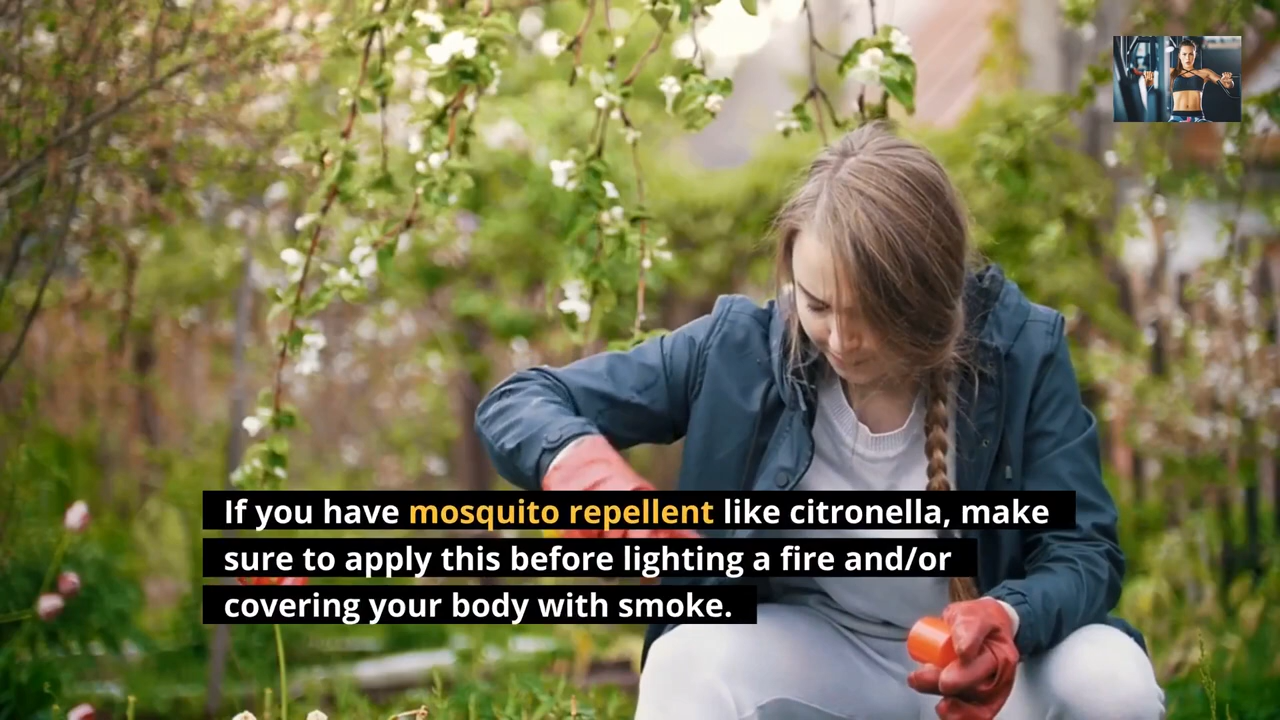 If you have mosquito repellent like citronella, make
sure to apply this before lighting a fire and/or
covering your body with smoke.